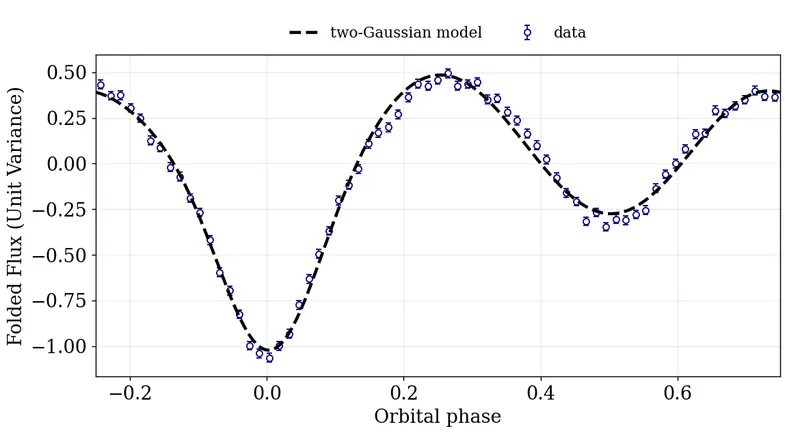 two-Gaussian model data
0.50
0.25
0.00
−0.25
−0.50
−0.75
−1.00
Folded Flux (Unit Variance)
−0.2 0.0 0.2 0.4 0.6
Orbital phase